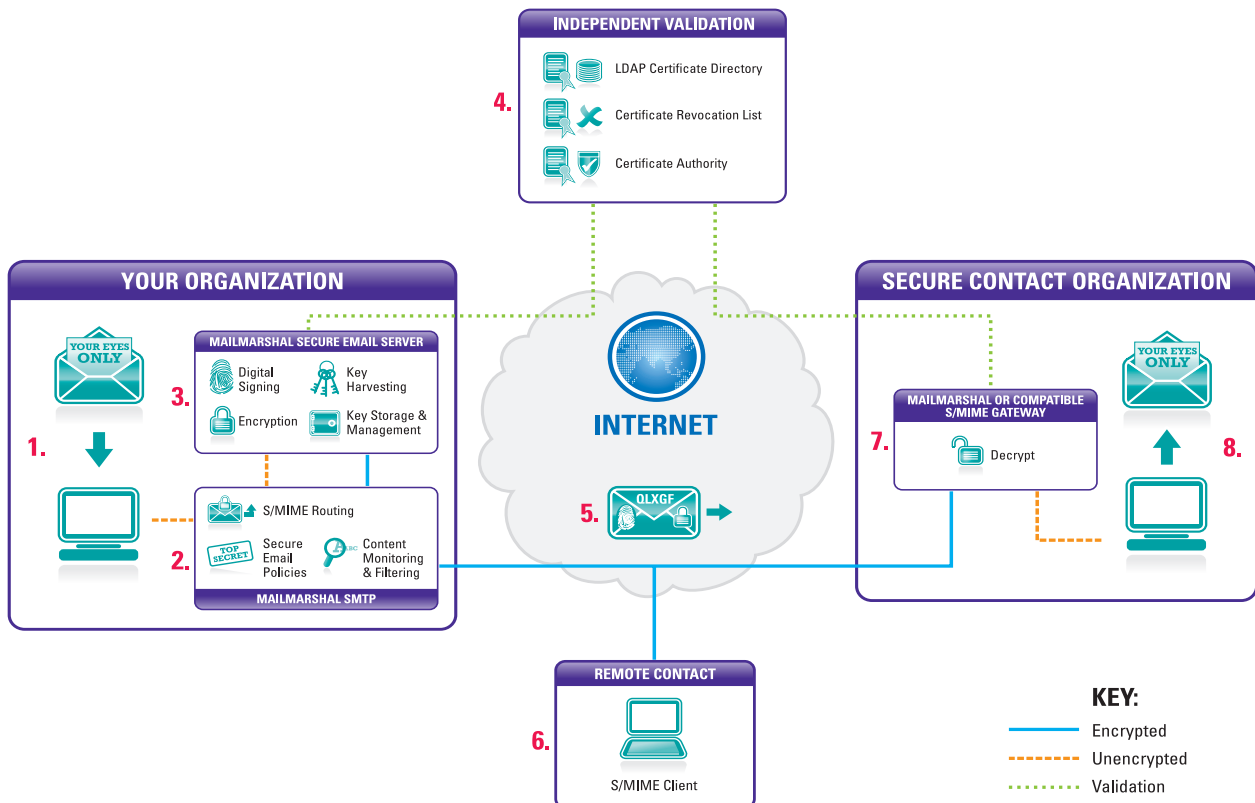 INDEPENDENT VALIDATION
LDAP Certificate Directory
4.
Certificate Revocation List
Certificate Authority
YOUR ORGANIZATION
YOUR EYES
ONLY
1.
MAILMARSHAL SECURE EMAIL SERVER
Digital
Signing
Key
Harvesting
3.
Encryption
Key Storage &
Management
S/MIME Routing
2.
TOP
SECRET
Secure
Email
Policies
ABC
Content
Monitoring
& Filtering
MAILMARSHAL SMTP
INTERNET
5.
QLXGF
SECURE CONTACT ORGANIZATION
YOUR EYES
ONLY
MAILMARSHAL OR COMPATIBLE
S/MIME GATEWAY
7.
Decrypt
8.
REMOTE CONTACT
6.
S/MIME Client
KEY:
Encrypted
Unencrypted
Validation